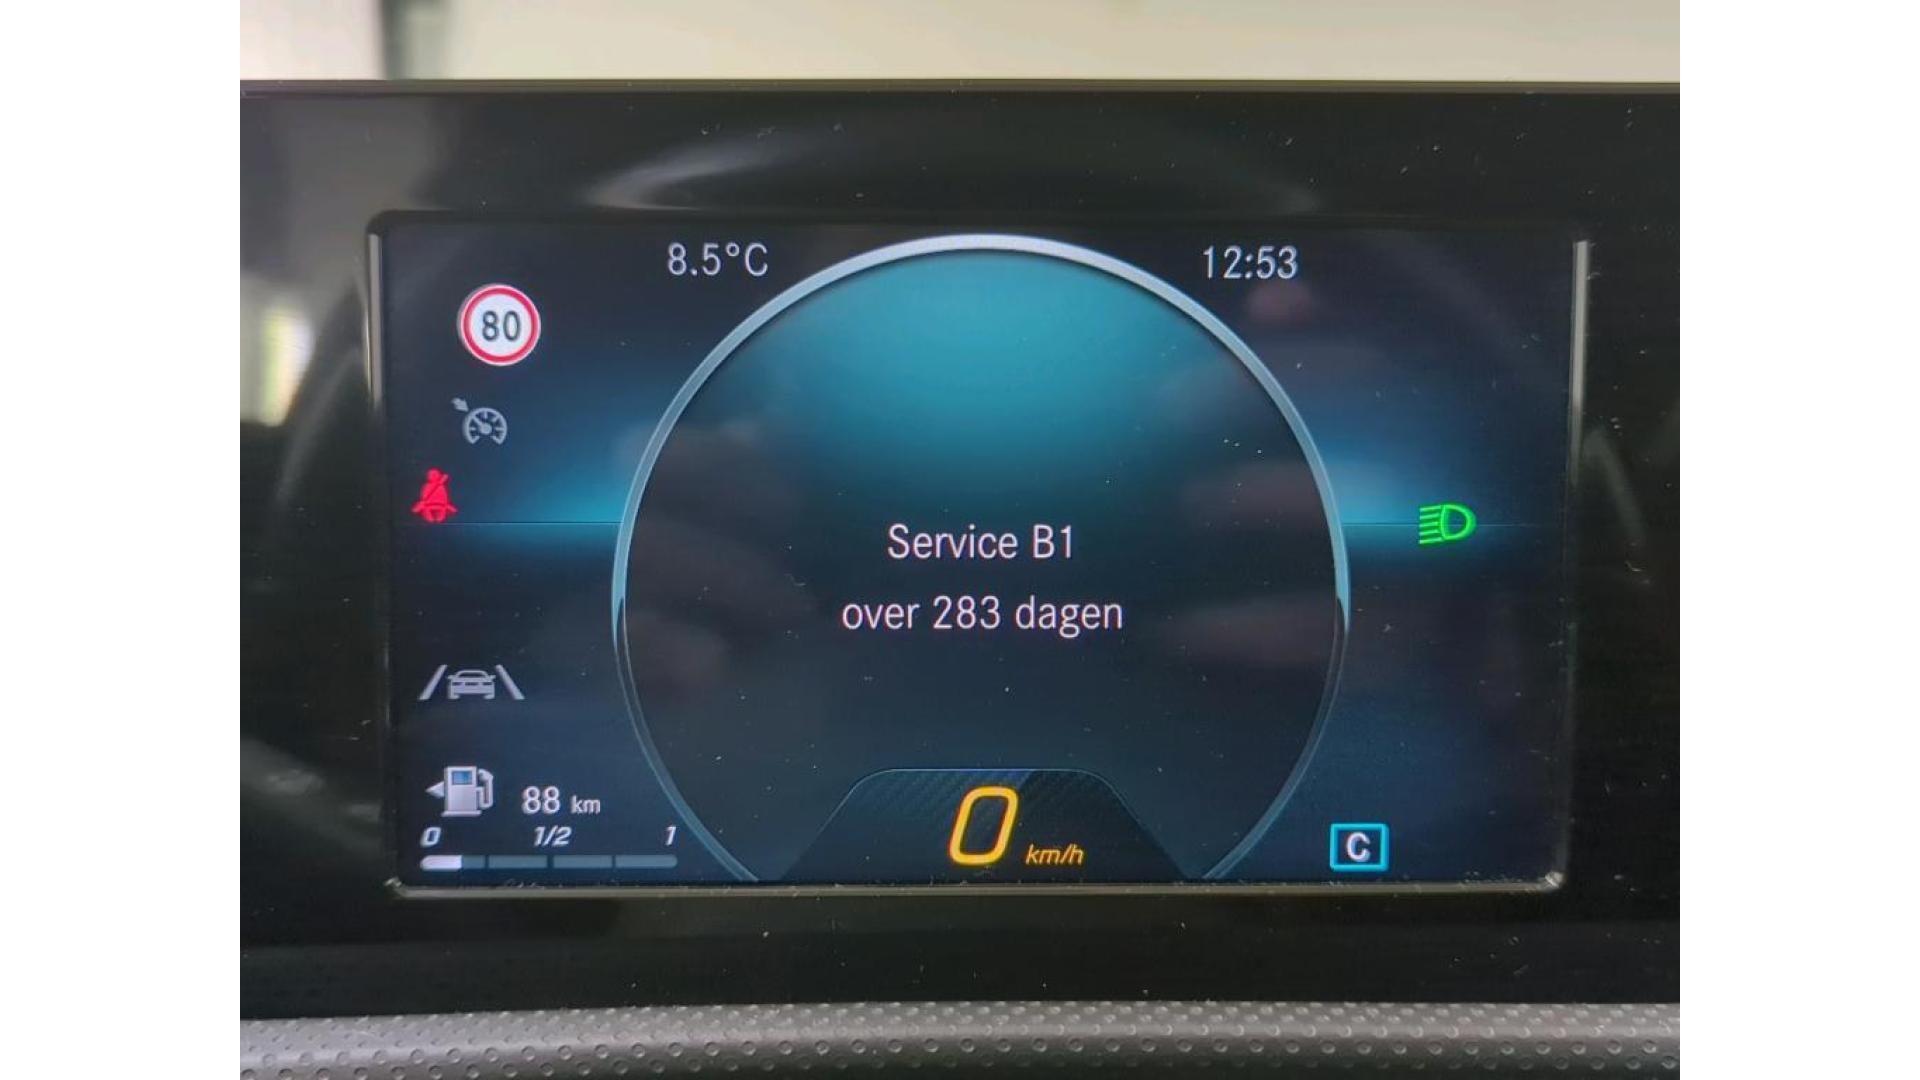 8.5°C
12:53
80
Service B1
over 283 dagen
88 km
0 1/2 1
0 km/h
C